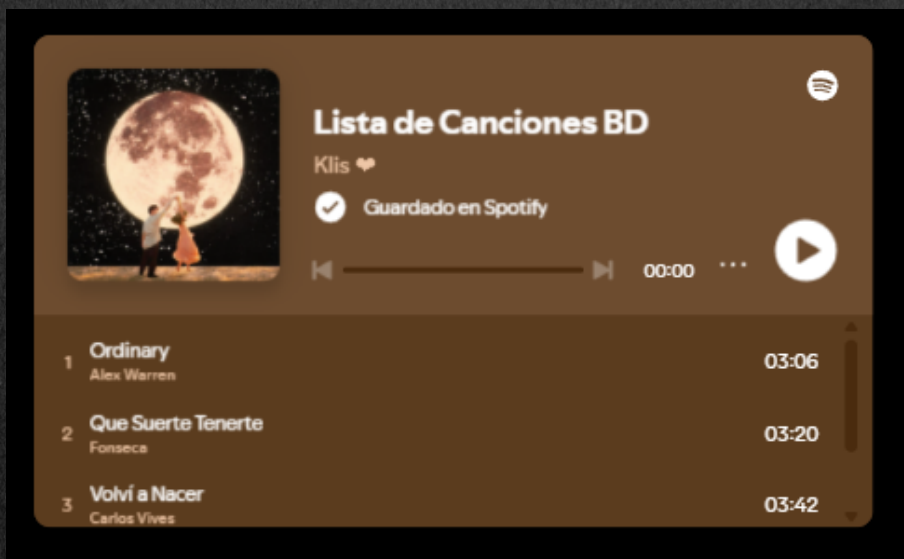 Lista de Canciones BD
Klis ❤
Guardado en Spotify
00:00 ...
1 Ordinary 03:06
Alex Warren
2 Que Suerte Tenerte 03:20
Fonseca
3 Volví a Nacer 03:42
Carlos Vives